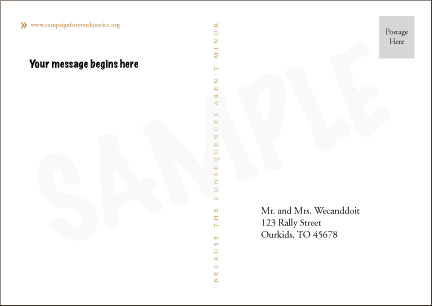 » www.campaignforyouthjustice.org
Your message begins here
BECAUSE THE CONSEQUENCES AREN'T MINOR
Postage
Here
SAMPLE
Mr. and Mrs. Wecanddoit
123 Rally Street
Ourkids, TO 45678